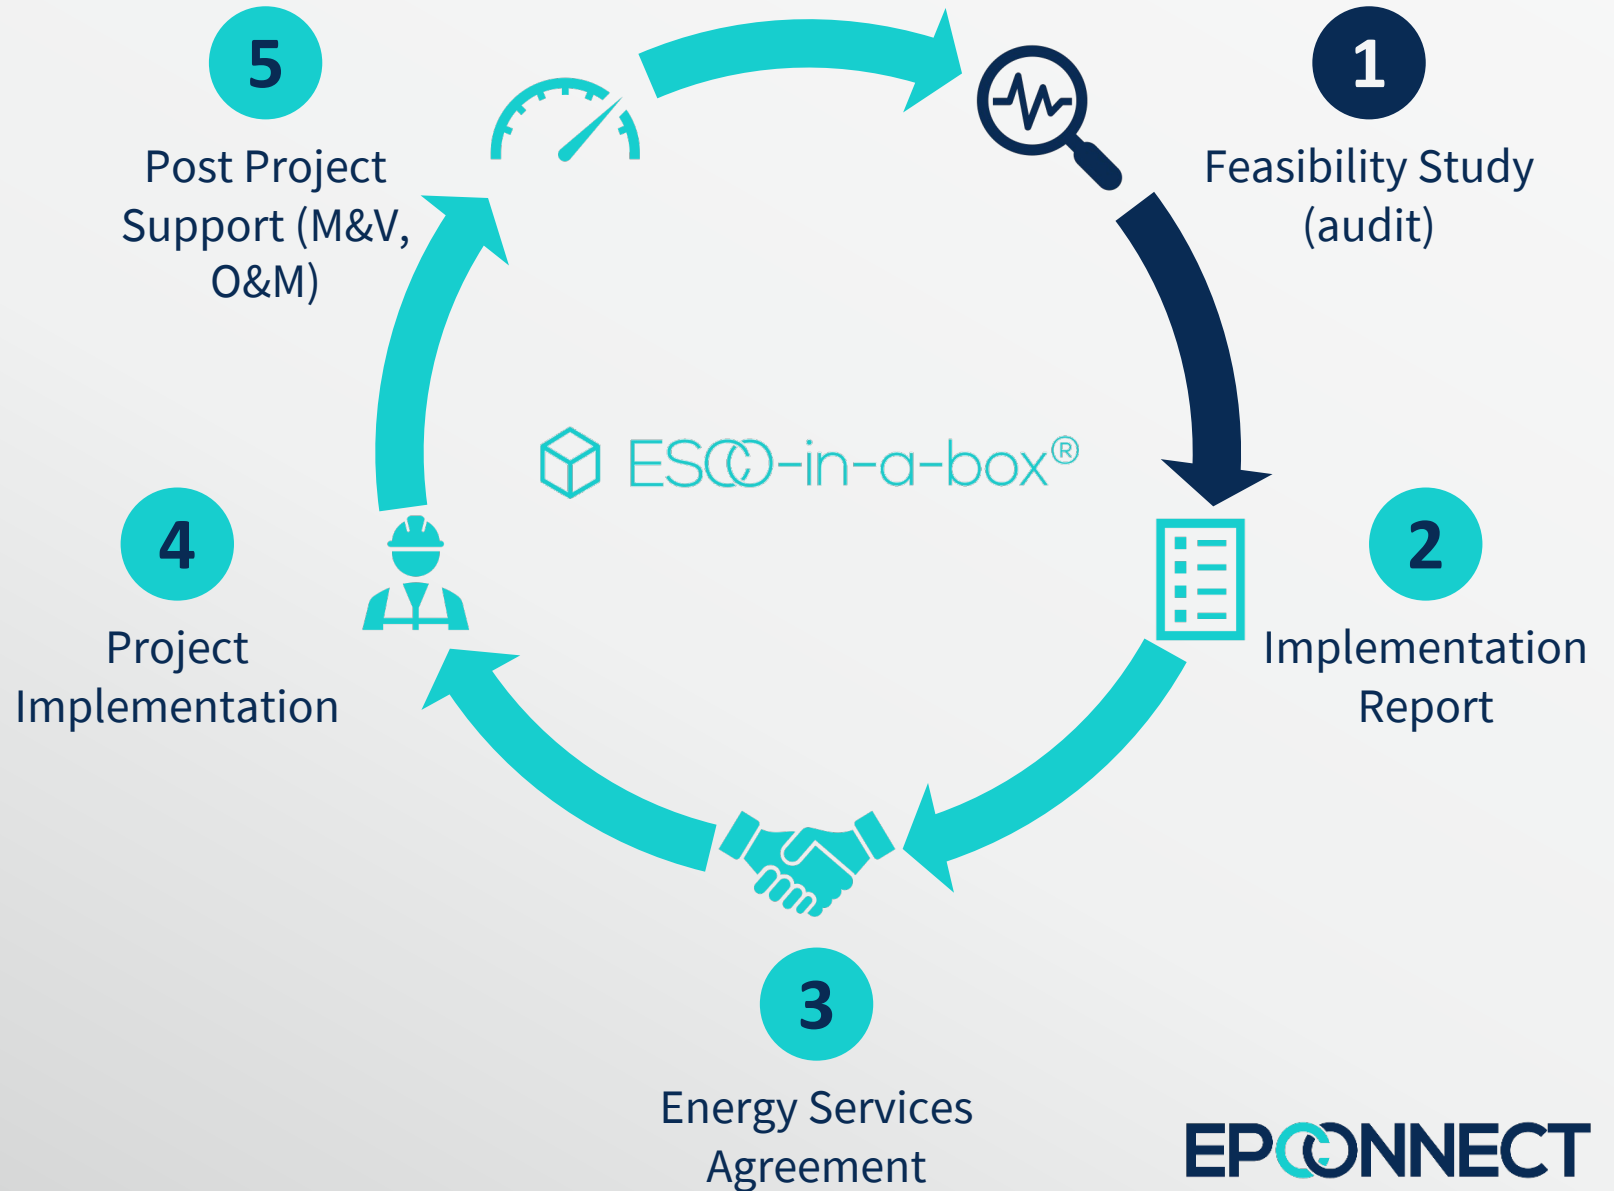 1
Feasibility Study
(audit)
2
Implementation
Report
3
Energy Services
Agreement
4
Project
Implementation
5
Post Project
Support (M&V,
O&M)
ESCO-in-a-box®
EPCONNECT